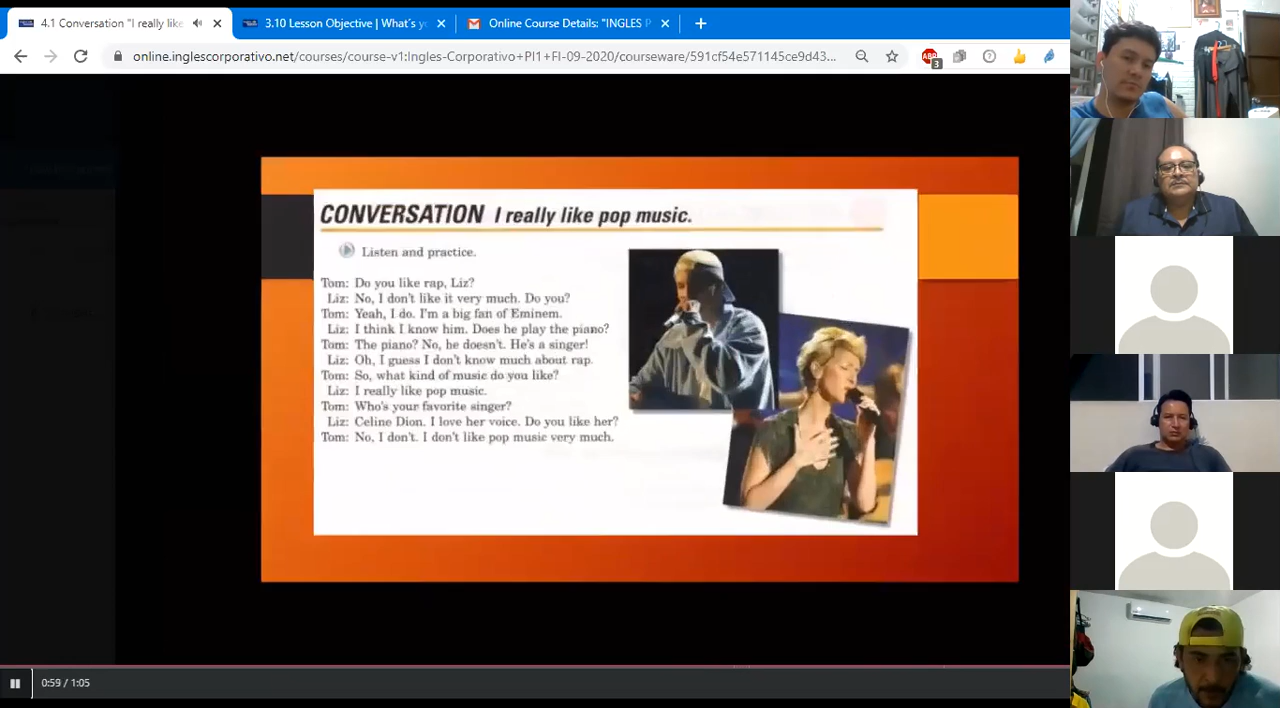 4.1 Conversation "I really like
3.10 Lesson Objective | What's yo
Online Course Details: "INGLES P
online.inglescorporativo.net/courses/course-v1:Ingles-Corporativo+PI1+FI-09-2020/courseware/591cf54e571145ce9d43...
3
CONVERSATION I really like pop music.
Listen and practice.
Tom: Do you like rap, Liz?
Liz: No, I don't like it very much. Do you?
Tom: Yeah, I do. I'm a big fan of Eminem.
Liz: I think I know him. Does he play the piano?
Tom: The piano? No, he doesn't. He's a singer!
Liz: Oh, I guess I don't know much about rap.
Tom: So, what kind of music do you like?
Liz: I really like pop music.
Tom: Who's your favorite singer?
Liz: Celine Dion. I love her voice. Do you like her?
Tom: No, I don't. I don't like pop music very much.
0:59 / 1:05